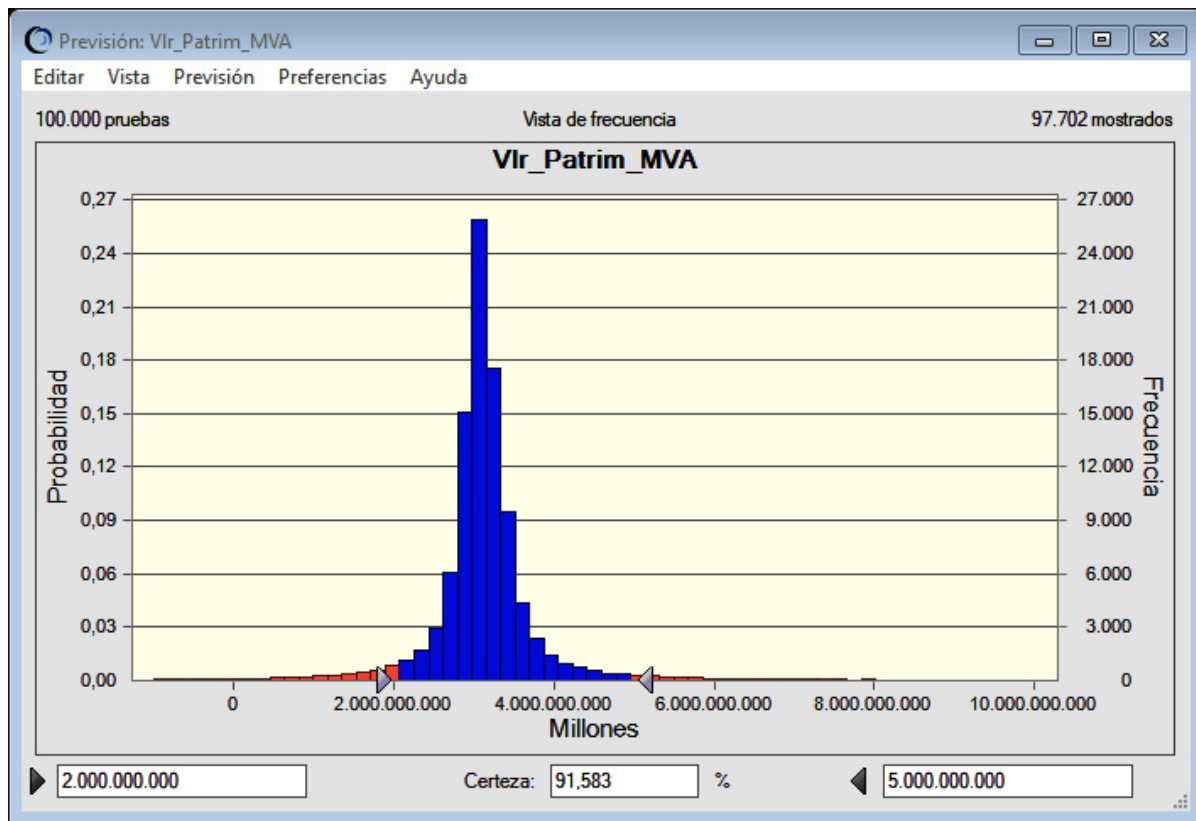 Previsión: Vlr_Patrim_MVA
Editar Vista Previsión Preferencias Ayuda
100.000 pruebas Vista de frecuencia 97.702 mostrados
Vlr_Patrim_MVA
Probabilidad
0,27
0,24
0,21
0,18
0,15
0,12
0,09
0,06
0,03
0,00
27.000
24.000
21.000
18.000
15.000
12.000
9.000
6.000
3.000
0
Frecuencia
0 2.000.000.000 4.000.000.000 6.000.000.000 8.000.000.000 10.000.000.000
Millones
2.000.000.000 Certeza: 91,583 % 5.000.000.000